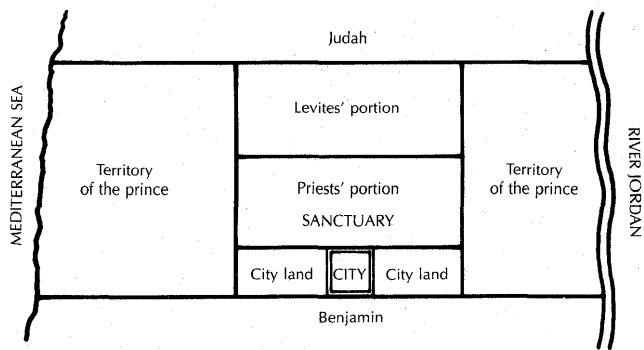 Judah
MEDITERRANEAN SEA
Levites' portion
Territory
of the prince
Priests' portion
SANCTUARY
Territory
of the prince
RIVER JORDAN
City land
CITY
City land
Benjamin